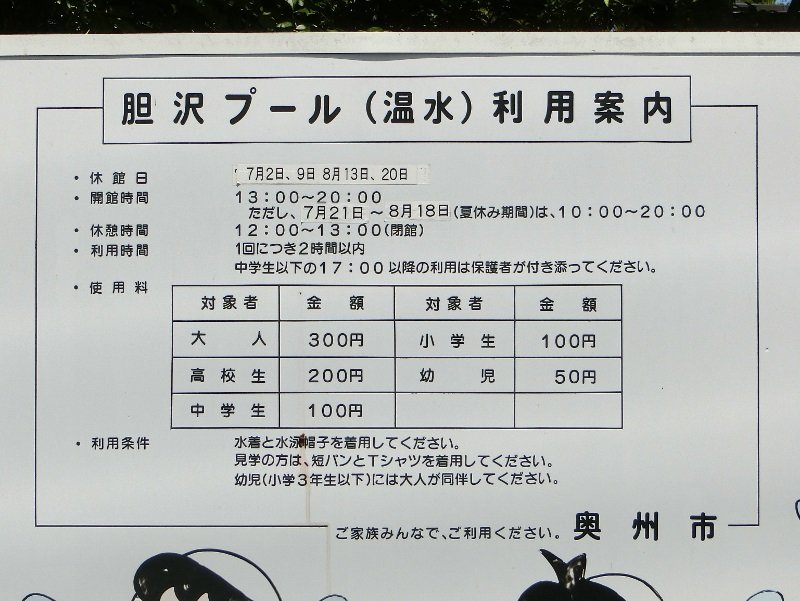 胆沢プール（温水）利用案内
・休館日 7月2日、9日 8月13日、20日
・開館時間 13：00～20：00
ただし、7月21日～8月18日(夏休み期間)は、10：00～20：00
・休憩時間 12：00～13：00(閉館)
・利用時間 1回につき2時間以内
中学生以下の17：00以降の利用は保護者が付き添ってください。
・使用料
対象者 金額 対象者 金額
大人 300円 小学生 100円
高校生 200円 幼児 50円
中学生 100円
・利用条件 水着と水泳帽子を着用してください。
見学の方は、短パンとTシャツを着用してください。
幼児(小学3年生以下)には大人が同伴してください。
ご家族みんなで、ご利用ください。 奥州市